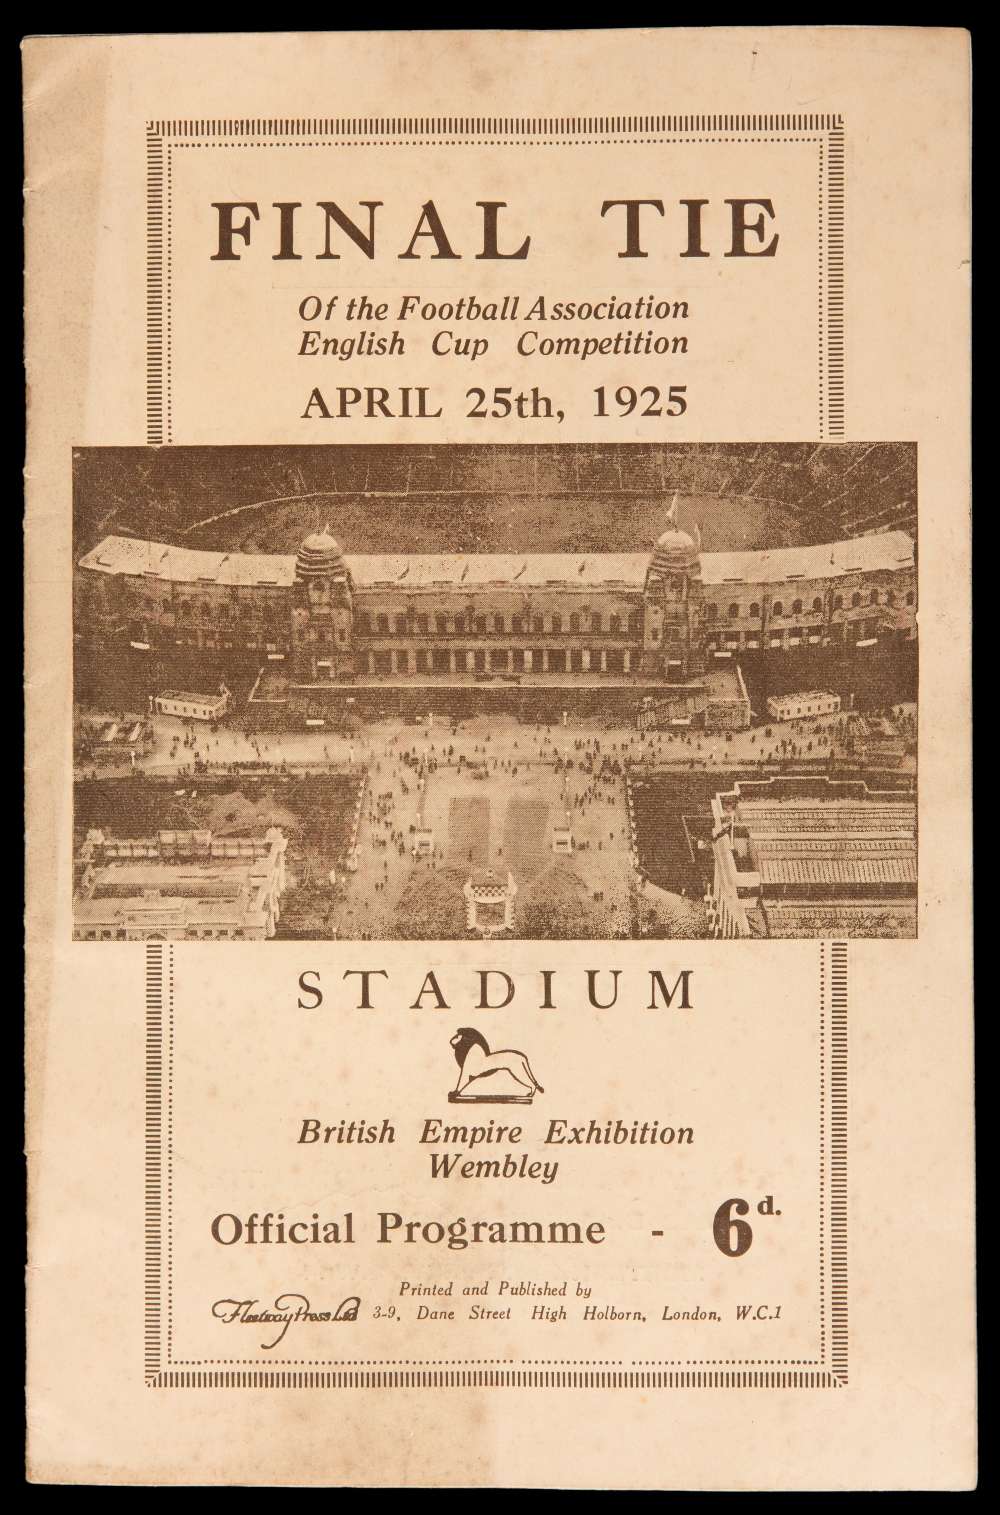 FINAL TIE
Of the Football Association
English Cup Competition
APRIL 25th, 1925
STADIUM
British Empire Exhibition
Wembley
Official Programme - 6d.
Printed and Published by
Fleetway Press Ltd 3-9, Dane Street High Holborn, London, W.C.1